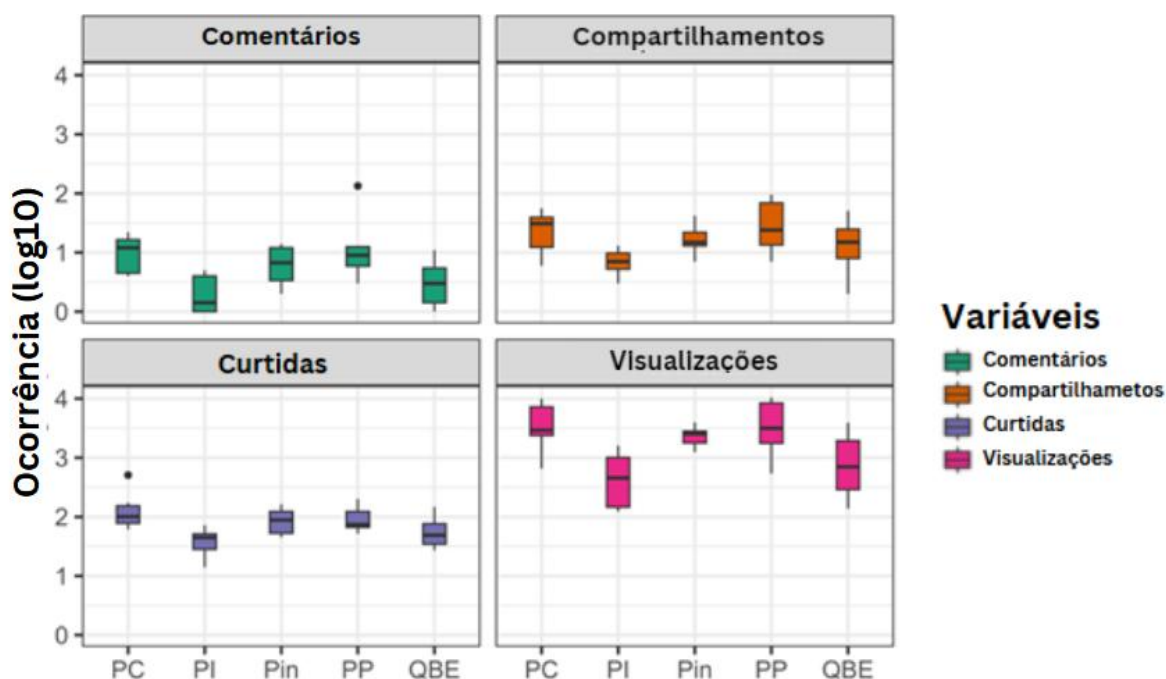 Comentários
Compartilhamentos
4
3
2
1
0
Curtidas
Visualizações
4
3
2
1
0
PC PI Pin PP QBE
PC PI Pin PP QBE
Ocorrência (log10)
Variáveis
Comentários
Compartilhametos
Curtidas
Visualizações